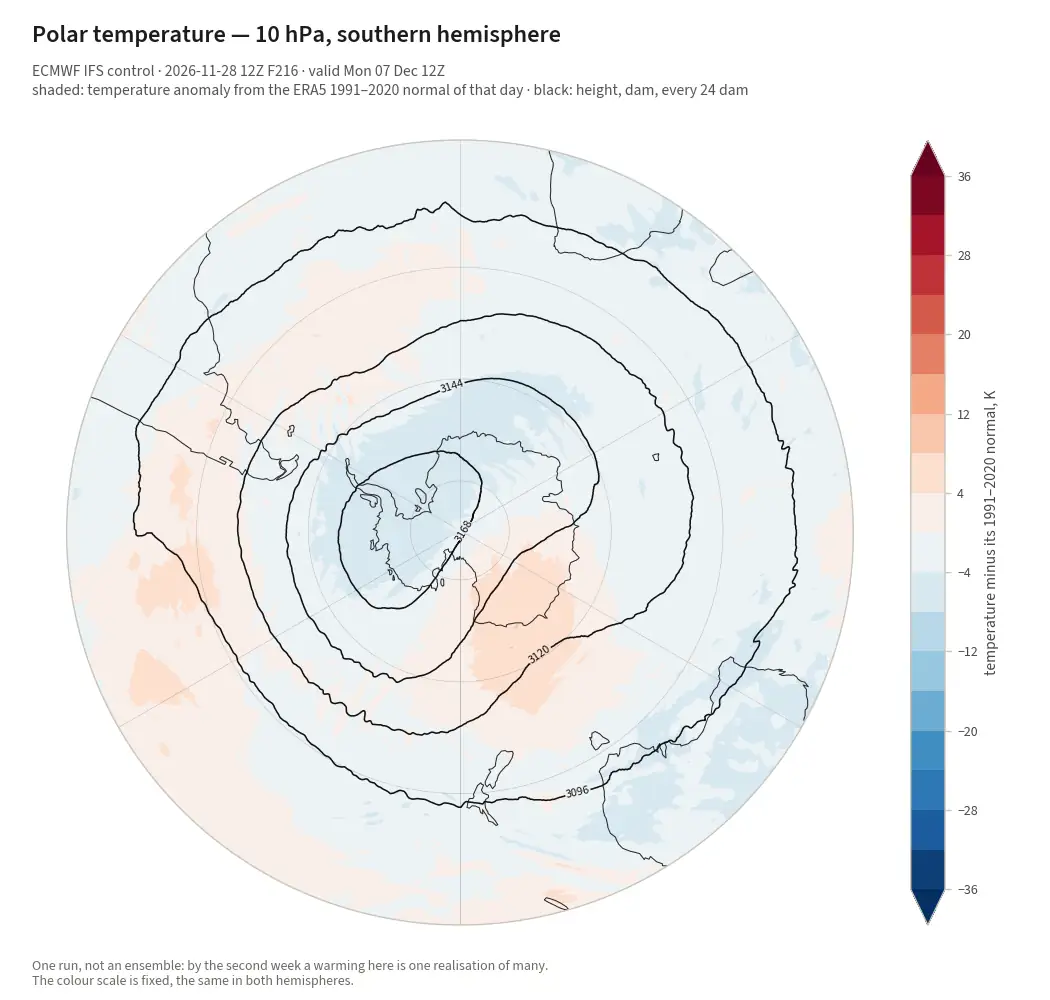 Polar temperature — 10 hPa, southern hemisphere
ECMWF IFS control · 2026-11-28 12Z F216 · valid Mon 07 Dec 12Z
shaded: temperature anomaly from the ERA5 1991–2020 normal of that day · black: height, dam, every 24 dam
36
28
20
12
4
−4
−12
−20
−28
−36
temperature minus its 1991–2020 normal, K
3144
3168
3120
3096
One run, not an ensemble: by the second week a warming here is one realisation of many.
The colour scale is fixed, the same in both hemispheres.